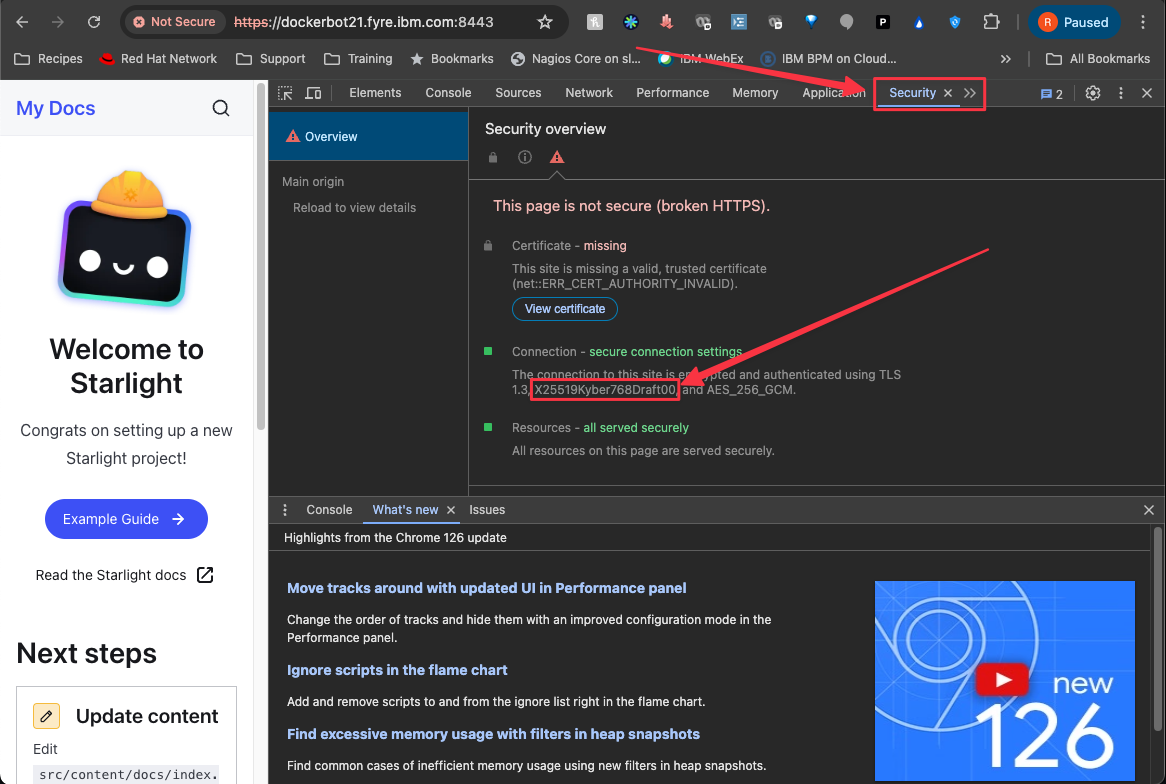 Not Secure https://dockerbot21.fyre.ibm.com:8443 P R Paused
Recipes Red Hat Network Support Training Bookmarks Nagios Core on sl... IBM WebEx IBM BPM on Cloud... All Bookmarks
My Docs
Welcome to
Starlight
Congrats on setting up a new
Starlight project!
Example Guide
Read the Starlight docs
Next steps
Update content
Edit
src/content/docs/index.
Elements Console Sources Network Performance Memory Application Security 2
Overview
Main origin
Reload to view details
Security overview
This page is not secure (broken HTTPS).
Certificate - missing
This site is missing a valid, trusted certificate
(net::ERR_CERT_AUTHORITY_INVALID).
View certificate
Connection - secure connection settings
The connection to this site is encrypted and authenticated using TLS
1.3, X25519Kyber768Draft00, and AES_256_GCM.
Resources - all served securely
All resources on this page are served securely.
Console What's new Issues
Highlights from the Chrome 126 update
Move tracks around with updated UI in Performance panel
Change the order of tracks and hide them with an improved configuration mode in the
Performance panel.
Ignore scripts in the flame chart
Add and remove scripts to and from the ignore list right in the flame chart.
Find excessive memory usage with filters in heap snapshots
Find common cases of inefficient memory usage using new filters in heap snapshots.
new
126